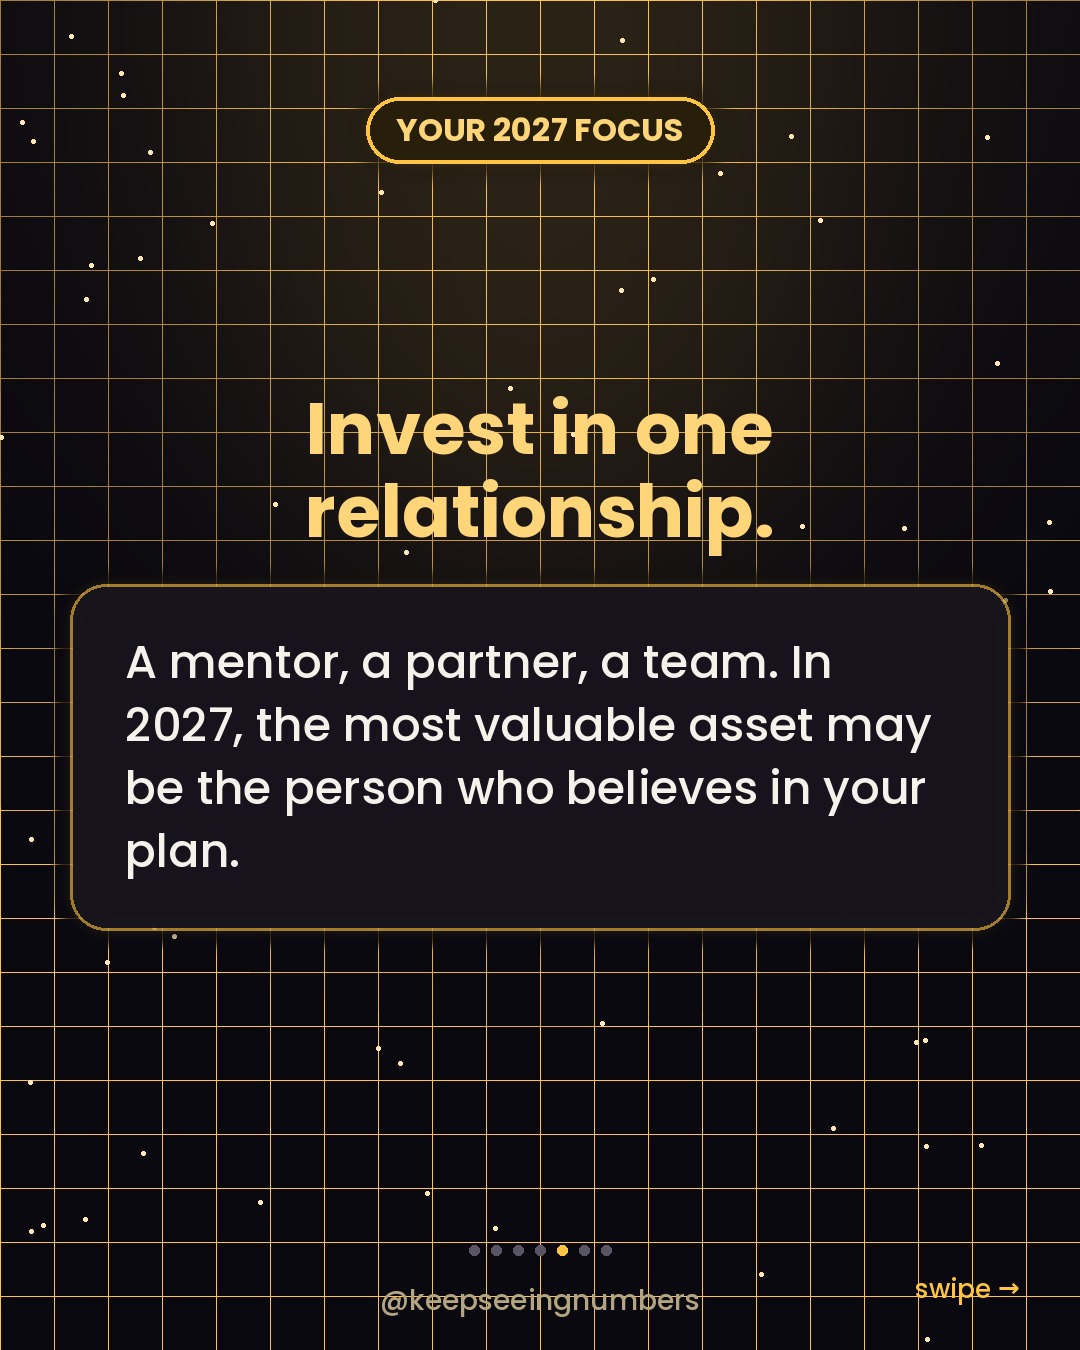 YOUR 2027 FOCUS
Invest in one
relationship.
A mentor, a partner, a team. In
2027, the most valuable asset may
be the person who believes in your
plan.
swipe →
@keepseeingnumbers